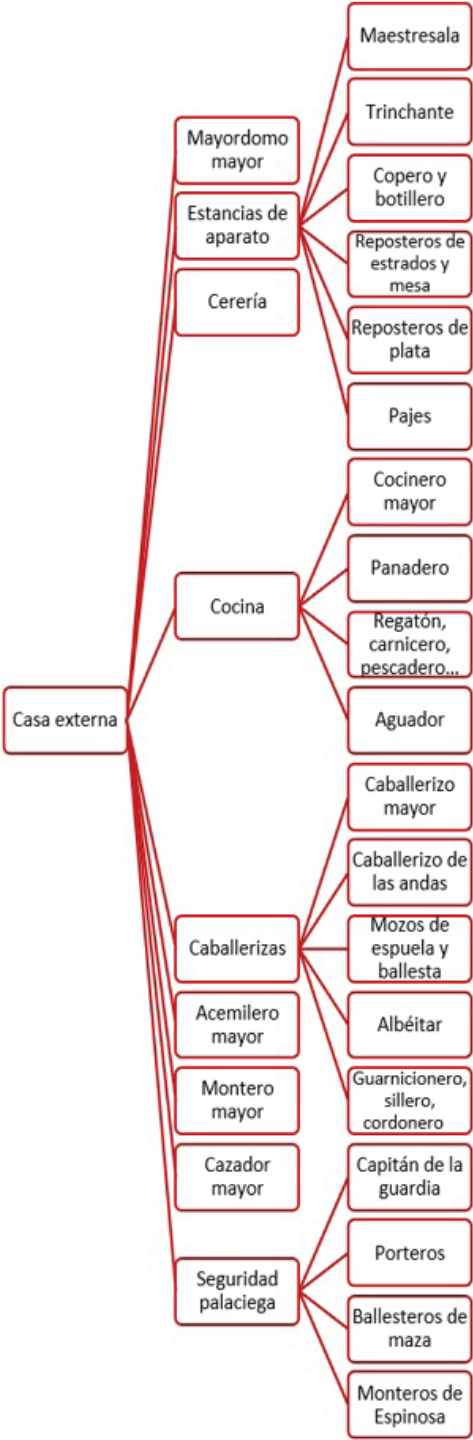 Casa externa
Mayordomo
mayor
Estancias de
aparato
Maestresala
Trinchante
Copero y
botillero
Reposteros de
estrados y
mesa
Reposteros de
plata
Pajes
Cerería
Cocina
Cocinero
mayor
Panadero
Regatón,
carnicero,
pescadero...
Aguador
Caballerizas
Caballerizo
mayor
Caballerizo de
las andas
Mozos de
espuela y
ballesta
Albéitar
Guarnicionero,
sillero,
cordonero
Acemilero
mayor
Montero
mayor
Cazador
mayor
Seguridad
palaciega
Capitán de la
guardia
Porteros
Ballesteros de
maza
Monteros de
Espinosa